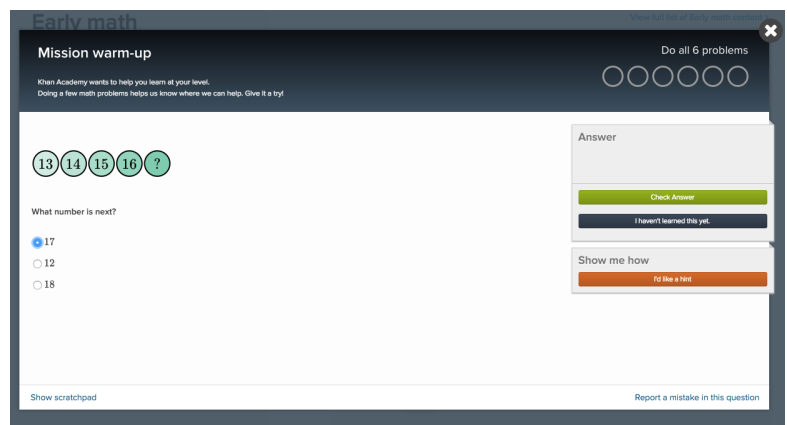 Early math
View full list of Early math content
Mission warm-up
Do all 6 problems
Khan Academy wants to help you learn at your level.
Doing a few math problems helps us know where we can help. Give it a try!
Answer
13 14 15 16 ?
Check Answer
What number is next?
I haven't learned this yet.
17
12
18
Show me how
I'd like a hint
Show scratchpad
Report a mistake in this question